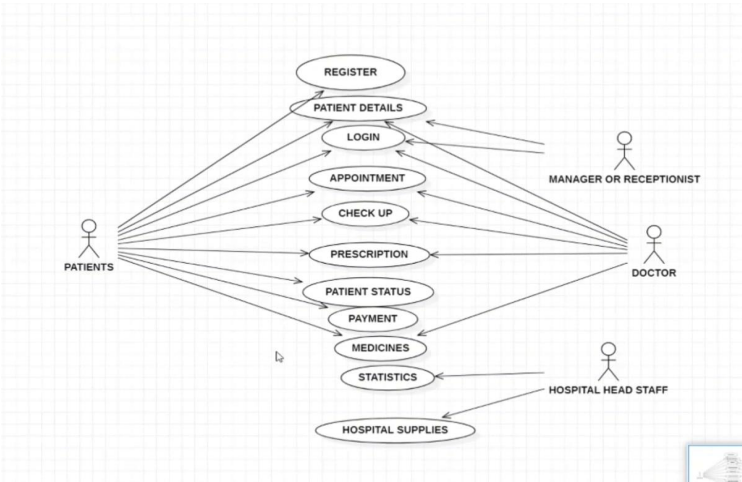 REGISTER
PATIENT DETAILS
LOGIN
APPOINTMENT
MANAGER OR RECEPTIONIST
CHECK UP
PRESCRIPTION
PATIENTS
DOCTOR
PATIENT STATUS
PAYMENT
MEDICINES
STATISTICS
HOSPITAL HEAD STAFF
HOSPITAL SUPPLIES